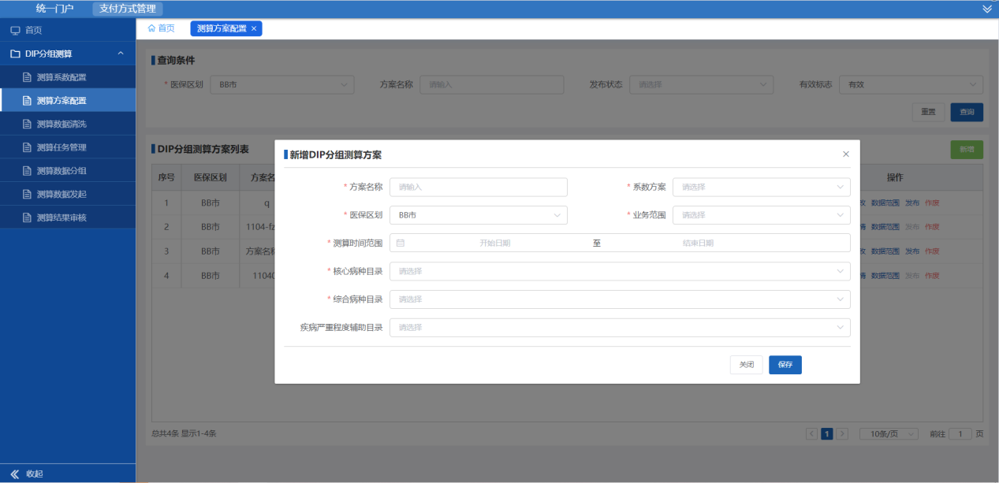 统一门户 支付方式管理
首页
DIP分组测算
测算系数配置
测算方案配置
测算数据清洗
测算任务管理
测算数据分组
测算数据发起
测算结果审核
收起
首页 测算方案配置 ×
查询条件
* 医保区划 BB市 方案名称 请输入 发布状态 请选择 有效标志 有效
重置 查询
DIP分组测算方案列表 新增
序号 医保区划 方案名 操作
1 BB市 q 数据范围 发布 作废
2 BB市 1104-fz 数据范围 发布 作废
3 BB市 方案名称 数据范围 发布 作废
4 BB市 1104 数据范围 发布 作废
新增DIP分组测算方案 ×
* 方案名称 请输入 * 系数方案 请选择
* 医保区划 BB市 * 业务范围 请选择
* 测算时间范围 开始日期 至 结束日期
* 核心病种目录 请选择
* 综合病种目录 请选择
疾病严重程度辅助目录 请选择
关闭 保存
总共4条 显示1-4条 1 10条/页 前往 1 页